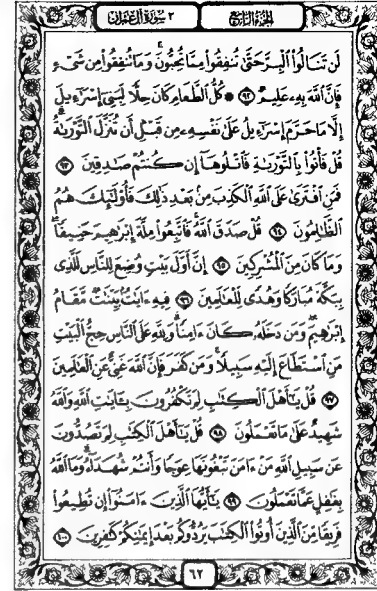 الجزء الرابع ٣ سورة آل عمران
لَن تَنَالُوا۟ ٱلْبِرَّ حَتَّىٰ تُنفِقُوا۟ مِمَّا تُحِبُّونَ ۚ وَمَا تُنفِقُوا۟ مِن شَىْءٍ
فَإِنَّ ٱللَّهَ بِهِۦ عَلِيمٌ ٩٢ ۞ كُلُّ ٱلطَّعَامِ كَانَ حِلًّا لِّبَنِىٓ إِسْرَٰٓءِيلَ
إِلَّا مَا حَرَّمَ إِسْرَٰٓءِيلُ عَلَىٰ نَفْسِهِۦ مِن قَبْلِ أَن تُنَزَّلَ ٱلتَّوْرَىٰةُ ۗ
قُلْ فَأْتُوا۟ بِٱلتَّوْرَىٰةِ فَٱتْلُوهَآ إِن كُنتُمْ صَٰدِقِينَ ٩٣
فَمَنِ ٱفْتَرَىٰ عَلَى ٱللَّهِ ٱلْكَذِبَ مِنۢ بَعْدِ ذَٰلِكَ فَأُو۟لَٰٓئِكَ هُمُ
ٱلظَّٰلِمُونَ ٩٤ قُلْ صَدَقَ ٱللَّهُ ۗ فَٱتَّبِعُوا۟ مِلَّةَ إِبْرَٰهِيمَ حَنِيفًا
وَمَا كَانَ مِنَ ٱلْمُشْرِكِينَ ٩٥ إِنَّ أَوَّلَ بَيْتٍ وُضِعَ لِلنَّاسِ لَلَّذِى
بِبَكَّةَ مُبَارَكًا وَهُدًى لِّلْعَٰلَمِينَ ٩٦ فِيهِ ءَايَٰتٌۢ بَيِّنَٰتٌ مَّقَامُ
إِبْرَٰهِيمَ ۖ وَمَن دَخَلَهُۥ كَانَ ءَامِنًا ۗ وَلِلَّهِ عَلَى ٱلنَّاسِ حِجُّ ٱلْبَيْتِ
مَنِ ٱسْتَطَاعَ إِلَيْهِ سَبِيلًا ۚ وَمَن كَفَرَ فَإِنَّ ٱللَّهَ غَنِىٌّ عَنِ ٱلْعَٰلَمِينَ
٩٧ قُلْ يَٰٓأَهْلَ ٱلْكِتَٰبِ لِمَ تَكْفُرُونَ بِـَٔايَٰتِ ٱللَّهِ وَٱللَّهُ
شَهِيدٌ عَلَىٰ مَا تَعْمَلُونَ ٩٨ قُلْ يَٰٓأَهْلَ ٱلْكِتَٰبِ لِمَ تَصُدُّونَ
عَن سَبِيلِ ٱللَّهِ مَنْ ءَامَنَ تَبْغُونَهَا عِوَجًا وَأَنتُمْ شُهَدَآءُ ۗ وَمَا ٱللَّهُ
بِغَٰفِلٍ عَمَّا تَعْمَلُونَ ٩٩ يَٰٓأَيُّهَا ٱلَّذِينَ ءَامَنُوٓا۟ إِن تُطِيعُوا۟
فَرِيقًا مِّنَ ٱلَّذِينَ أُوتُوا۟ ٱلْكِتَٰبَ يَرُدُّوكُم بَعْدَ إِيمَٰنِكُمْ كَٰفِرِينَ ١٠٠
٦٢